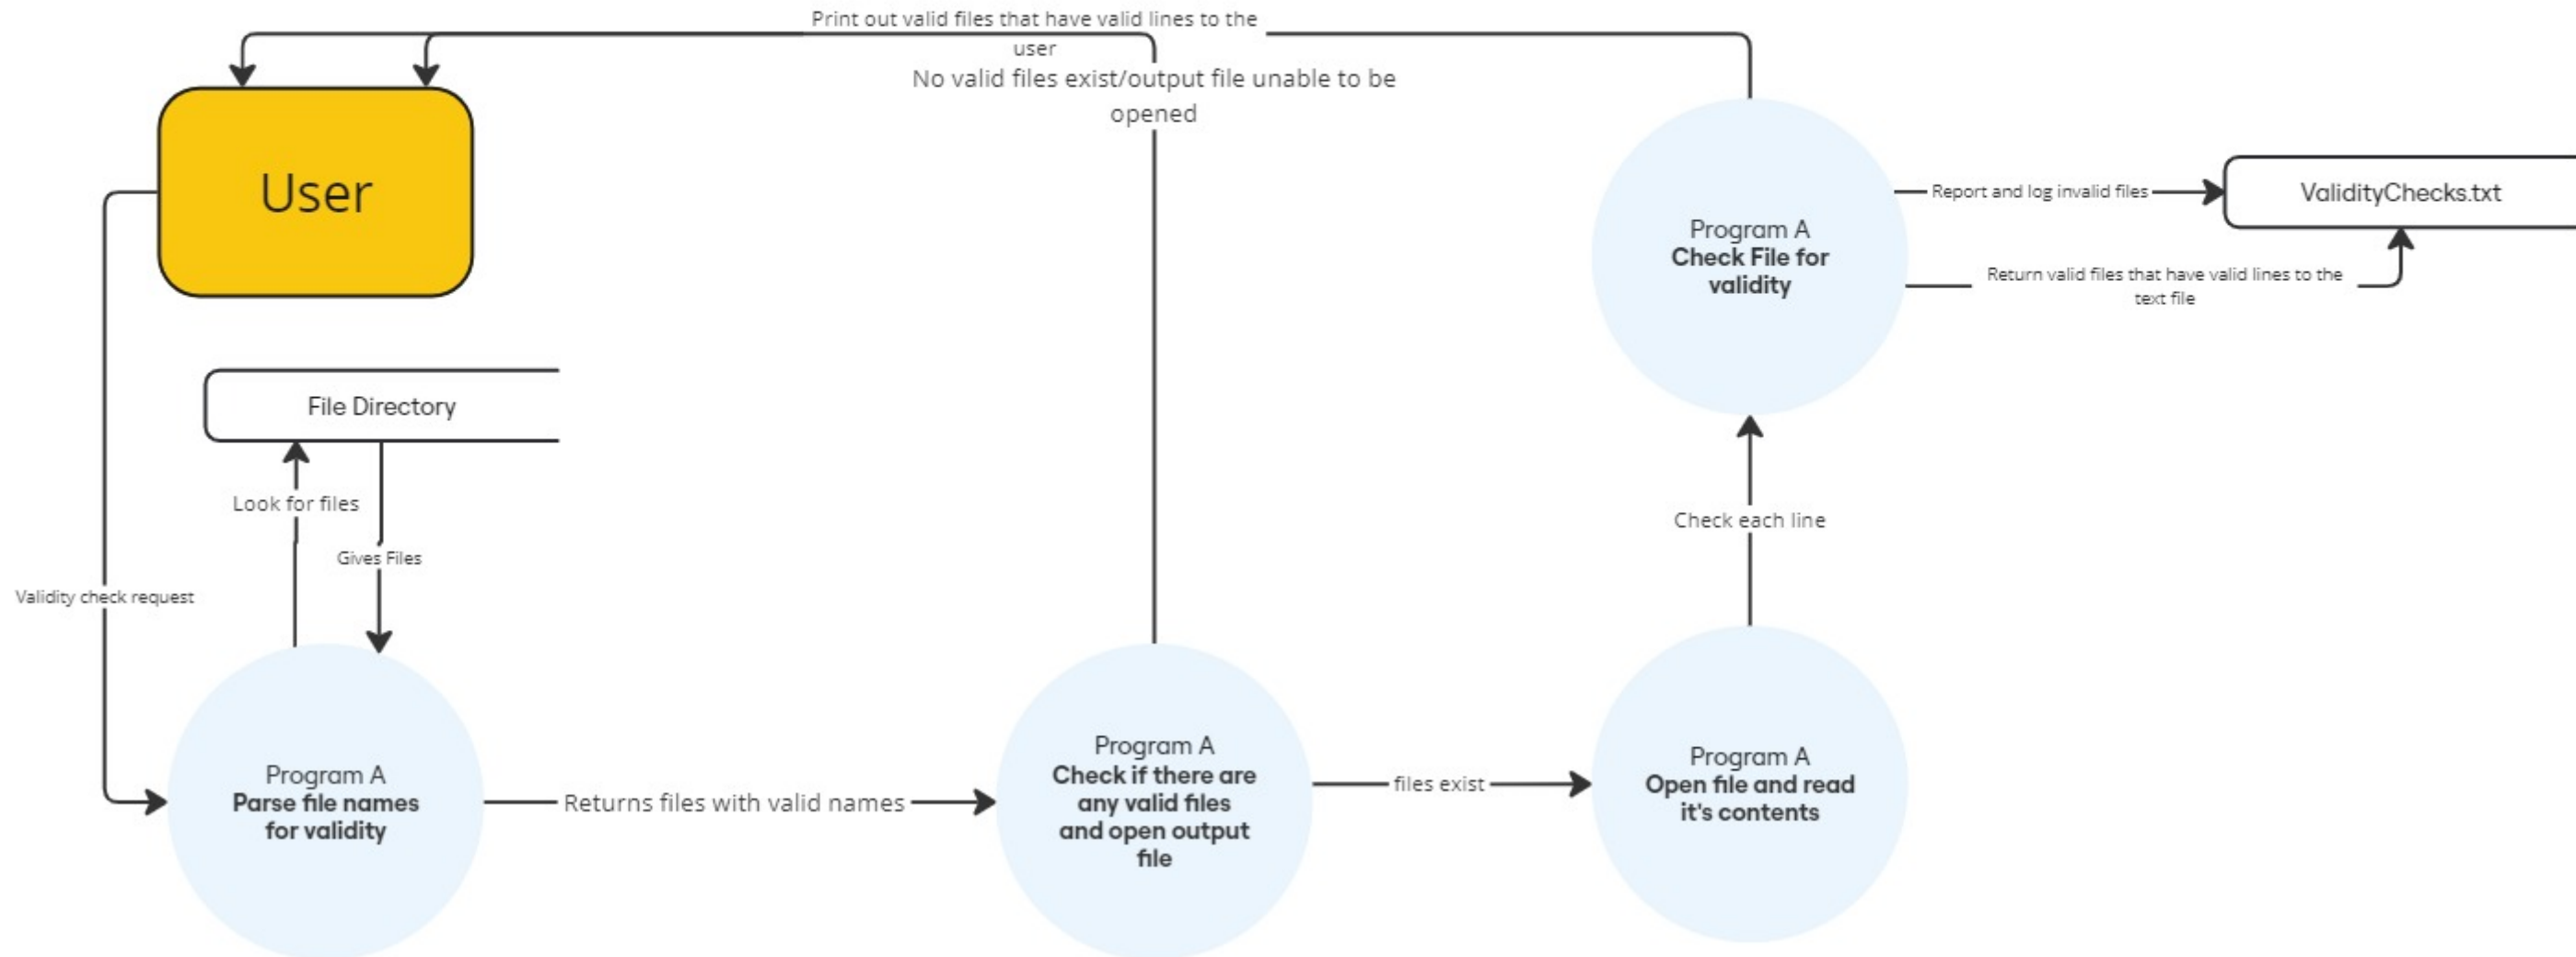 Print out valid files that have valid lines to the
user
No valid files exist/output file unable to be
opened
User
Program A
Check File for
validity
Report and log invalid files
ValidityChecks.txt
Return valid files that have valid lines to the
text file
File Directory
Look for files
Gives Files
Check each line
Validity check request
Program A
Parse file names
for validity
Returns files with valid names
Program A
Check if there are
any valid files
and open output
file
files exist
Program A
Open file and read
it's contents